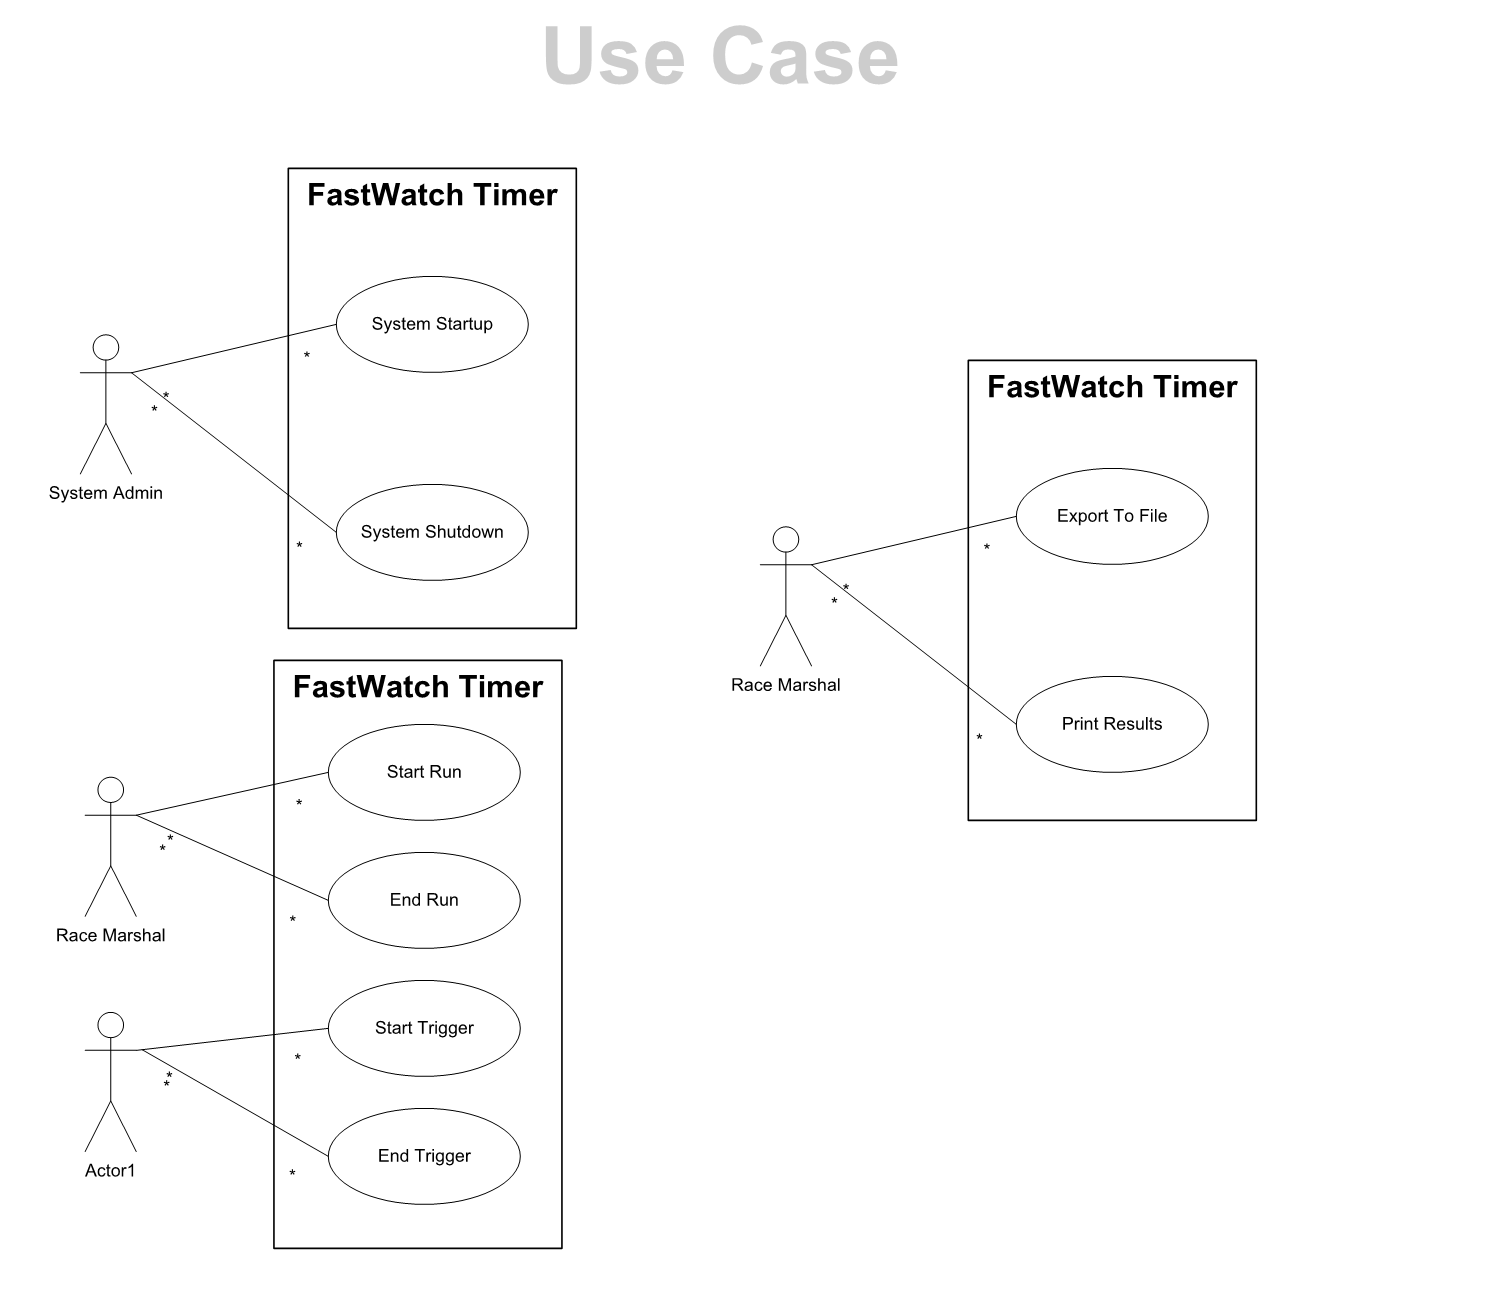 Use Case
FastWatch Timer
System Startup
*
*
*
System Admin
System Shutdown
*
FastWatch Timer
Start Run
*
*
*
End Run
*
Race Marshal
Start Trigger
*
*
*
End Trigger
*
Actor1
FastWatch Timer
Export To File
*
*
*
Race Marshal
Print Results
*